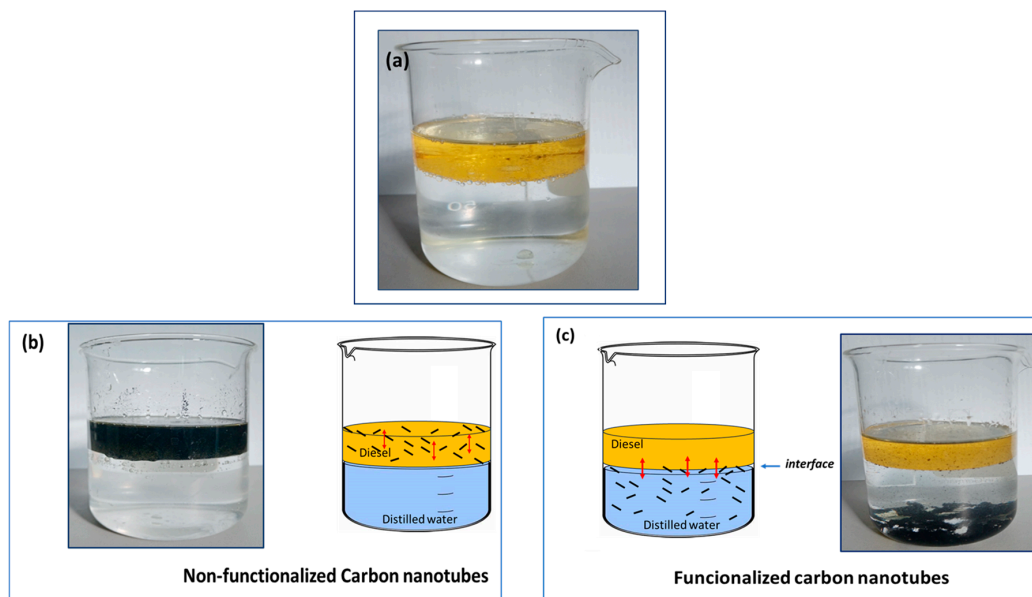 (a)
(b)
Diesel
Distilled water
Non-functionalized Carbon nanotubes
(c)
Diesel
interface
Distilled water
Funcionalized carbon nanotubes